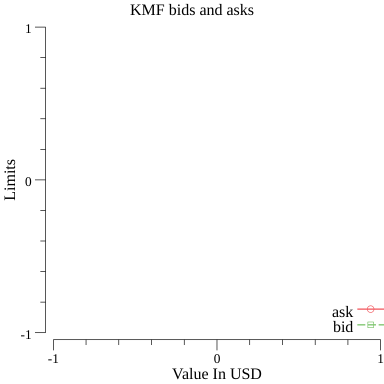 KMF bids and asks
1
0
-1
Limits
ask
bid
-1 0 1
Value In USD